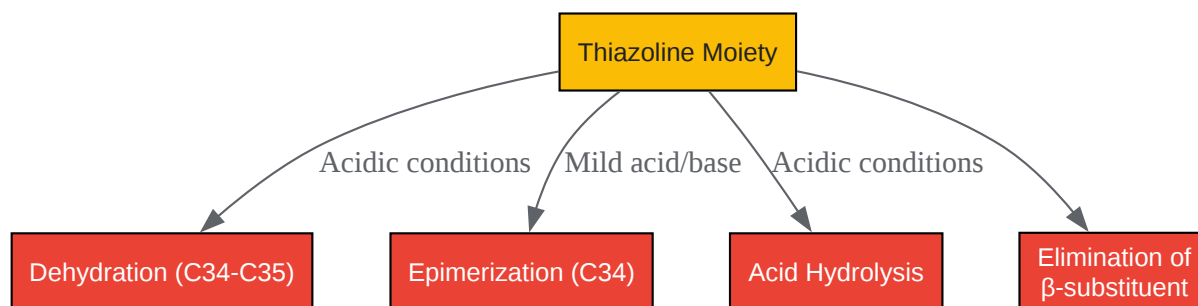 Thiazoline Moiety
Acidic conditions
Mild acid/base
Acidic conditions
Dehydration (C34-C35)
Epimerization (C34)
Acid Hydrolysis
Elimination of
β-substituent